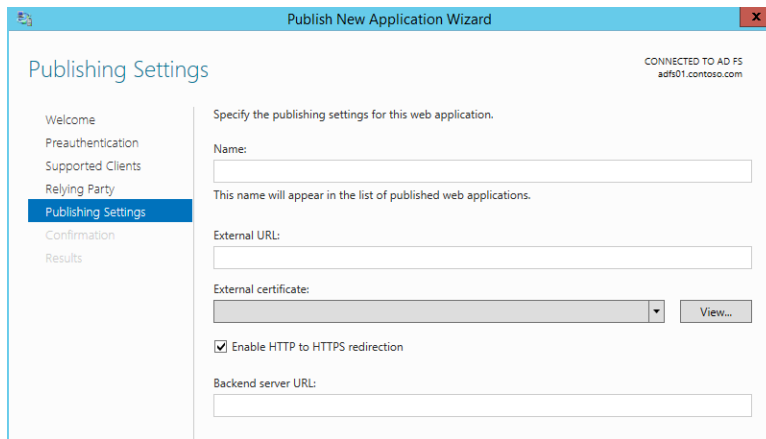 Publish New Application Wizard
x
Publishing Settings
CONNECTED TO AD FS
adfs01.contoso.com
Welcome
Preauthentication
Supported Clients
Relying Party
Publishing Settings
Confirmation
Results
Specify the publishing settings for this web application.
Name:
This name will appear in the list of published web applications.
External URL:
External certificate:
View...
Enable HTTP to HTTPS redirection
Backend server URL: